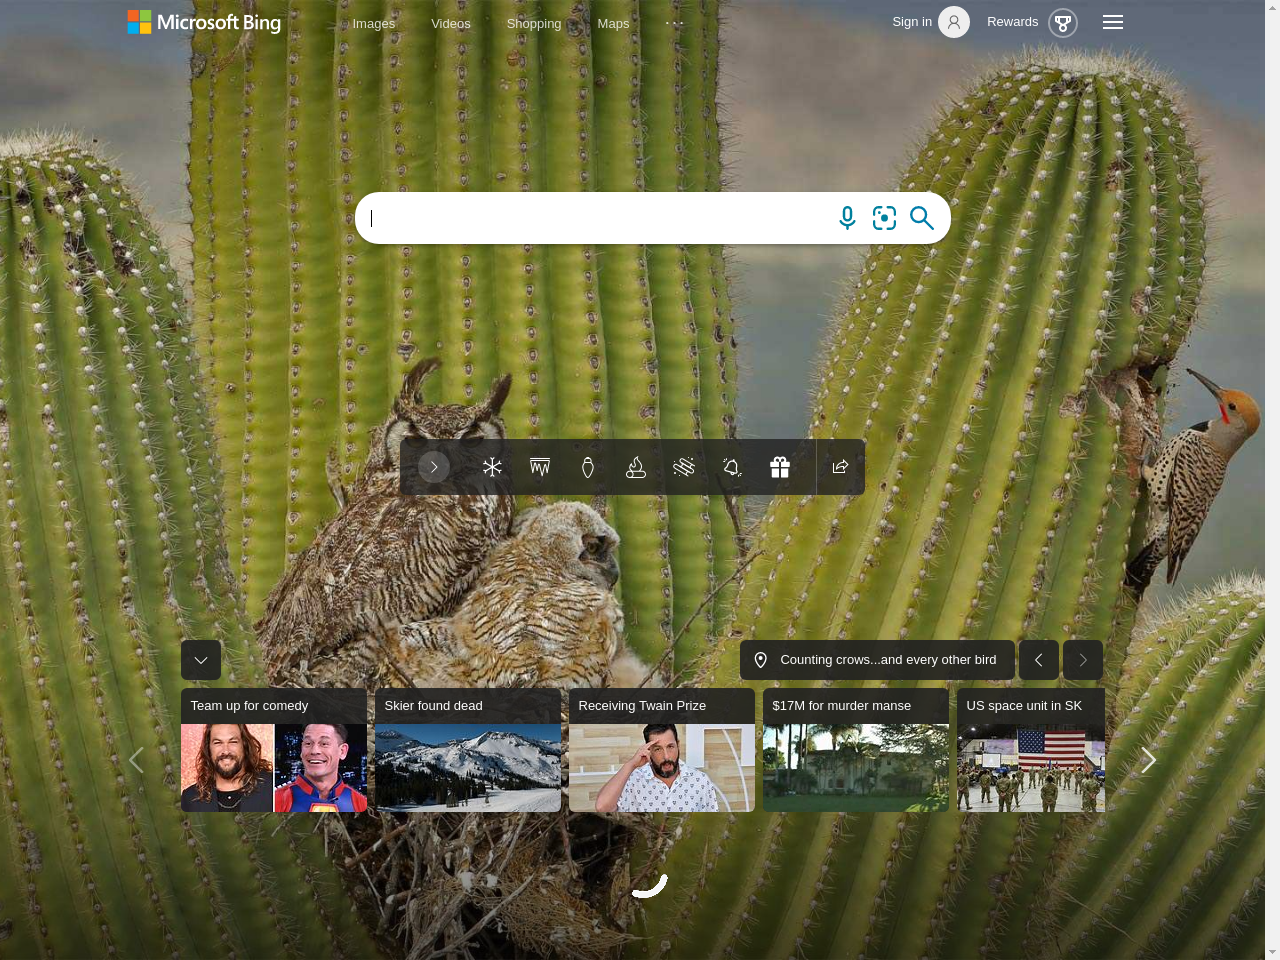 Microsoft Bing
Images Videos Shopping Maps ...
Sign in Rewards
Counting crows...and every other bird
Team up for comedy
Skier found dead
Receiving Twain Prize
$17M for murder manse
US space unit in SK